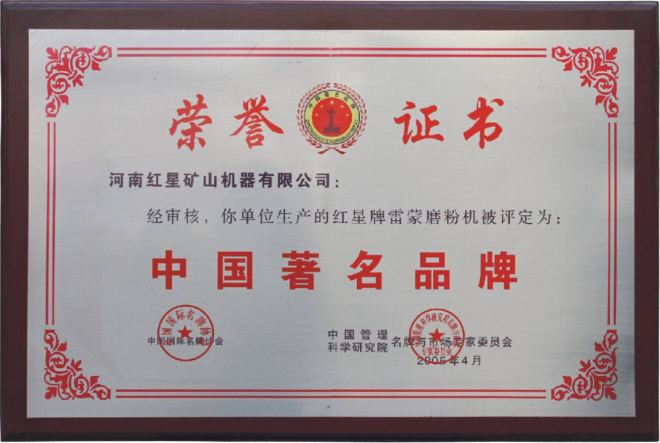 荣誉证书
河南红星矿山机器有限公司：
经审核，你单位生产的红星牌雷蒙磨粉机被评定为：
中国著名品牌
中国国际名牌协会
中国管理
科学研究院 名牌与市场专家委员会
2005年4月